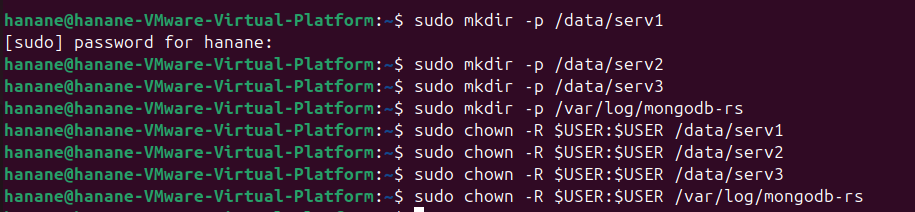 hanane@hanane-VMware-Virtual-Platform:~$ sudo mkdir -p /data/serv1
[sudo] password for hanane:
hanane@hanane-VMware-Virtual-Platform:~$ sudo mkdir -p /data/serv2
hanane@hanane-VMware-Virtual-Platform:~$ sudo mkdir -p /data/serv3
hanane@hanane-VMware-Virtual-Platform:~$ sudo mkdir -p /var/log/mongodb-rs
hanane@hanane-VMware-Virtual-Platform:~$ sudo chown -R $USER:$USER /data/serv1
hanane@hanane-VMware-Virtual-Platform:~$ sudo chown -R $USER:$USER /data/serv2
hanane@hanane-VMware-Virtual-Platform:~$ sudo chown -R $USER:$USER /data/serv3
hanane@hanane-VMware-Virtual-Platform:~$ sudo chown -R $USER:$USER /var/log/mongodb-rs